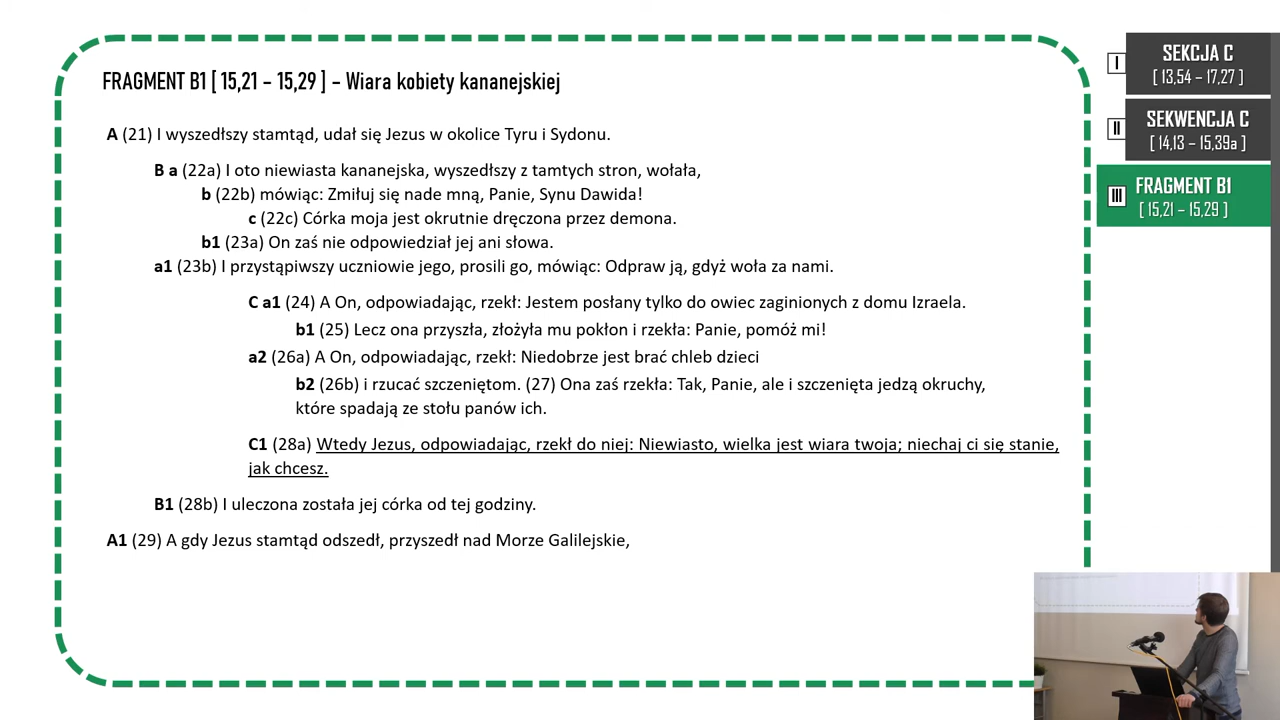 FRAGMENT B1 [ 15,21 – 15,29 ] – Wiara kobiety kananejskiej
A (21) I wyszedłszy stamtąd, udał się Jezus w okolice Tyru i Sydonu.
B a (22a) I oto niewiasta kananejska, wyszedłszy z tamtych stron, wołała,
b (22b) mówiąc: Zmiłuj się nade mną, Panie, Synu Dawida!
c (22c) Córka moja jest okrutnie dręczona przez demona.
b1 (23a) On zaś nie odpowiedział jej ani słowa.
a1 (23b) I przystąpiwszy uczniowie jego, prosili go, mówiąc: Odpraw ją, gdyż woła za nami.
C a1 (24) A On, odpowiadając, rzekł: Jestem posłany tylko do owiec zaginionych z domu Izraela.
b1 (25) Lecz ona przyszła, złożyła mu pokłon i rzekła: Panie, pomóż mi!
a2 (26a) A On, odpowiadając, rzekł: Niedobrze jest brać chleb dzieci
b2 (26b) i rzucać szczeniętom. (27) Ona zaś rzekła: Tak, Panie, ale i szczenięta jedzą okruchy,
które spadają ze stołu panów ich.
C1 (28a) Wtedy Jezus, odpowiadając, rzekł do niej: Niewiasto, wielka jest wiara twoja; niechaj ci się stanie,
jak chcesz.
B1 (28b) I uleczona została jej córka od tej godziny.
A1 (29) A gdy Jezus stamtąd odszedł, przyszedł nad Morze Galilejskie,
I
SEKCJA C
[ 13,54 – 17,27 ]
II
SEKWENCJA C
[ 14,13 – 15,39a ]
III
FRAGMENT B1
[ 15,21 – 15,29 ]